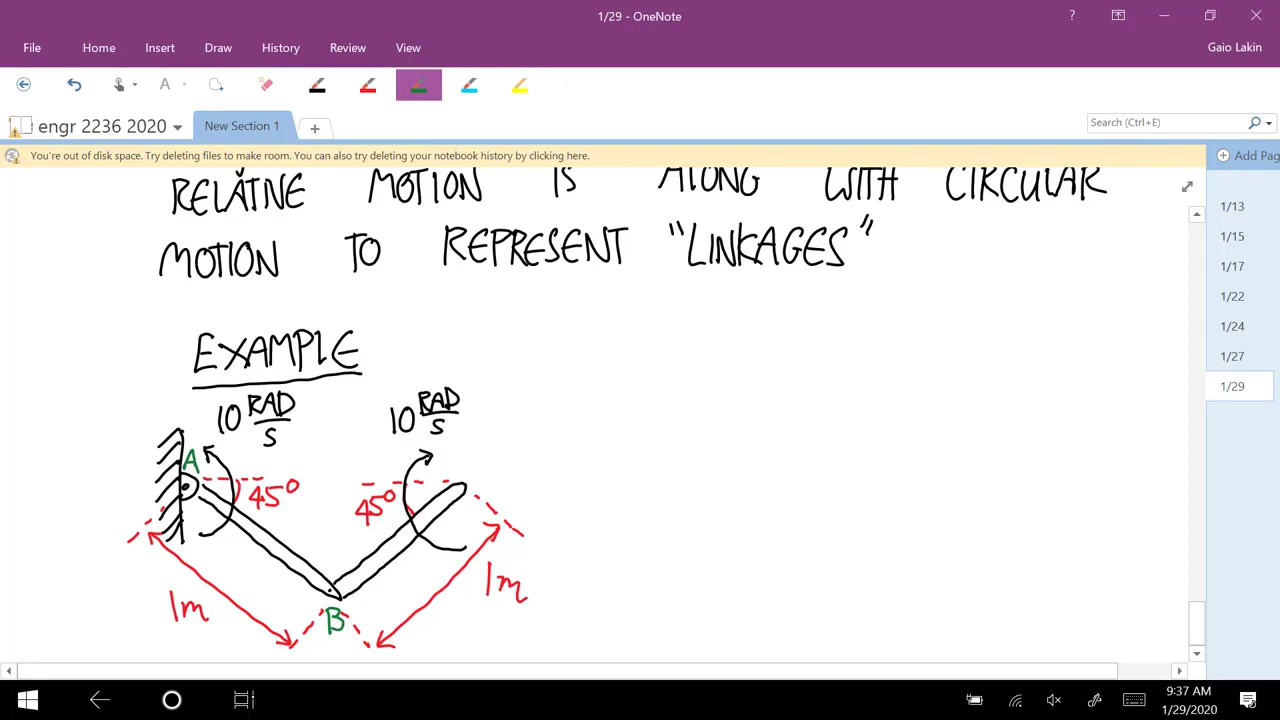 1/29 - OneNote
?
File Home Insert Draw History Review View
Gaio Lakin
A
engr 2236 2020
New Section 1
Search (Ctrl+E)
You're out of disk space. Try deleting files to make room. You can also try deleting your notebook history by clicking here.
Add Pag
1/13
1/15
1/17
1/22
1/24
1/27
1/29
RELATIVE MOTION IS ALONG WITH CIRCULAR
MOTION TO REPRESENT "LINKAGES"
EXAMPLE
10 RAD/S
10 RAD/S
A
45°
45°
1m
1m
B
9:37 AM
1/29/2020